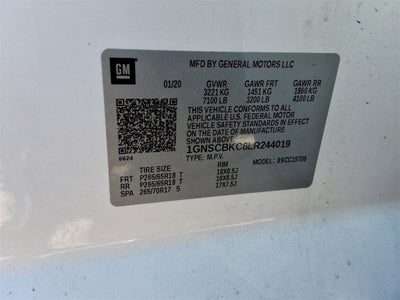 GM
MFD BY GENERAL MOTORS LLC
01/20 GVWR GAWR FRT GAWR RR
3221 KG 1451 KG 1860 KG
7100 LB 3200 LB 4100 LB
THIS VEHICLE CONFORMS TO ALL
APPLICABLE U.S. FEDERAL MOTOR
VEHICLE SAFETY STANDARDS IN EFFECT
ON THE DATE OF MANUFACTURE
SHOWN ABOVE.
1GNSCBKC8LR244019
8624
TYPE: M.P.V. MODEL:
TIRE SIZE RIM
FRT P265/65R18 T 18X8.5J
RR P265/65R18 T 18X8.5J
SPA 265/70R17 S 17X7.5J